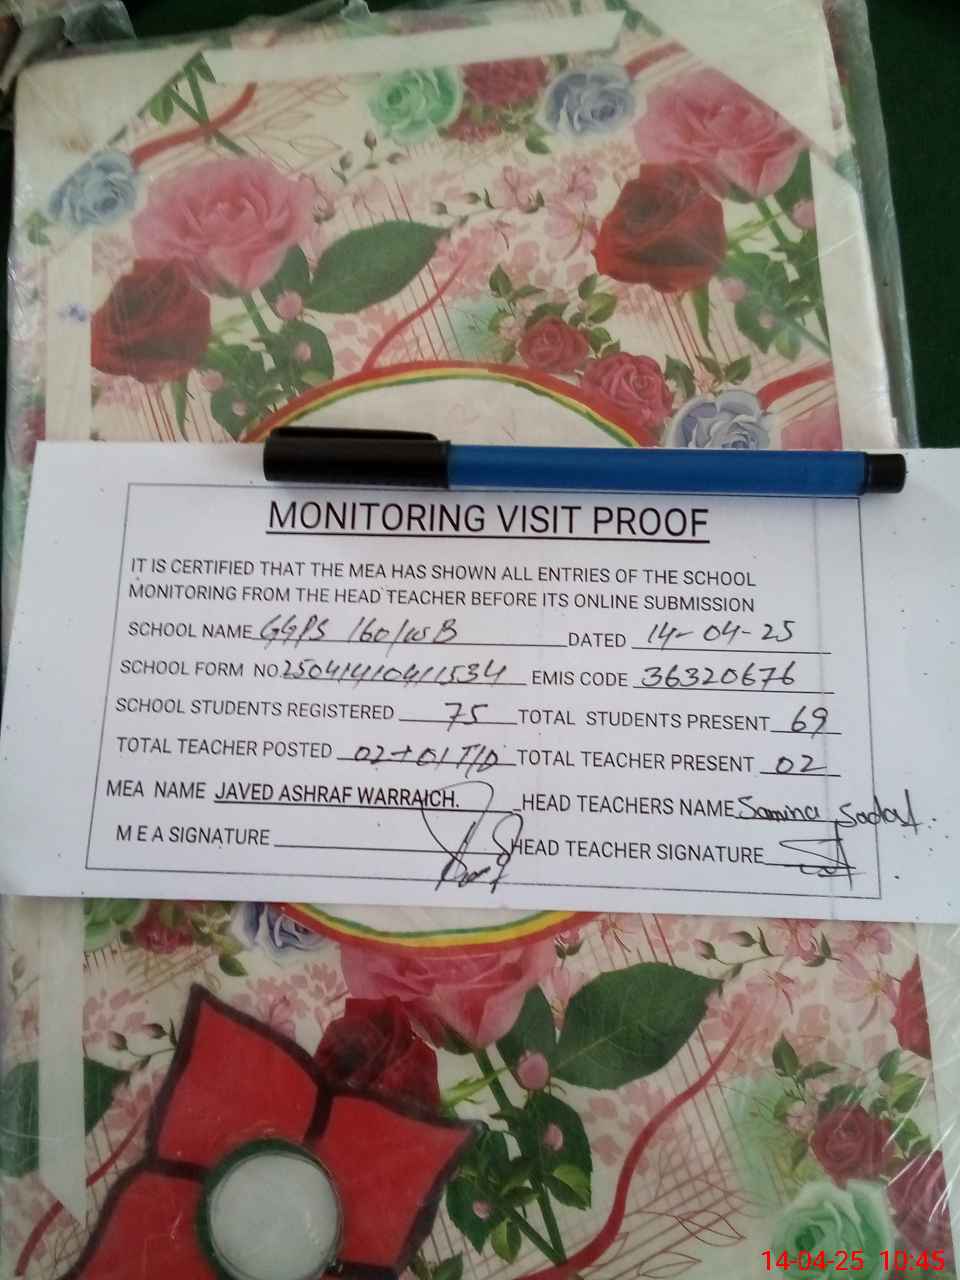 MONITORING VISIT PROOF
IT IS CERTIFIED THAT THE MEA HAS SHOWN ALL ENTRIES OF THE SCHOOL
MONITORING FROM THE HEAD TEACHER BEFORE ITS ONLINE SUBMISSION
SCHOOL NAME GGPS 160/WB DATED 14-04-25
SCHOOL FORM NO. EMIS CODE 36320676
SCHOOL STUDENTS REGISTERED 75 TOTAL STUDENTS PRESENT 69
TOTAL TEACHER POSTED 02+01 T/D TOTAL TEACHER PRESENT 02
MEA NAME JAVED ASHRAF WARRAICH. HEAD TEACHERS NAME Samina Sadaf.
M E A SIGNATURE HEAD TEACHER SIGNATURE
14-04-25 10:45